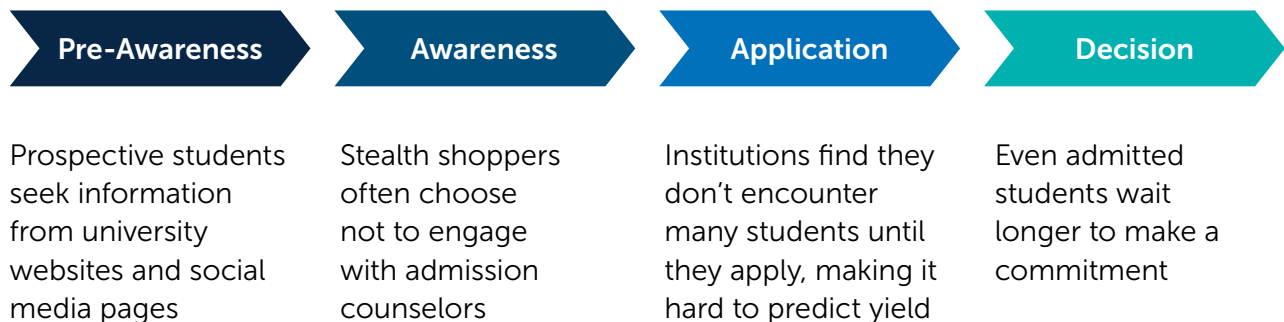 Pre-Awareness
Awareness
Application
Decision
Prospective students
seek information
from university
websites and social
media pages
Stealth shoppers
often choose
not to engage
with admission
counselors
Institutions find they
don’t encounter
many students until
they apply, making it
hard to predict yield
Even admitted
students wait
longer to make a
commitment